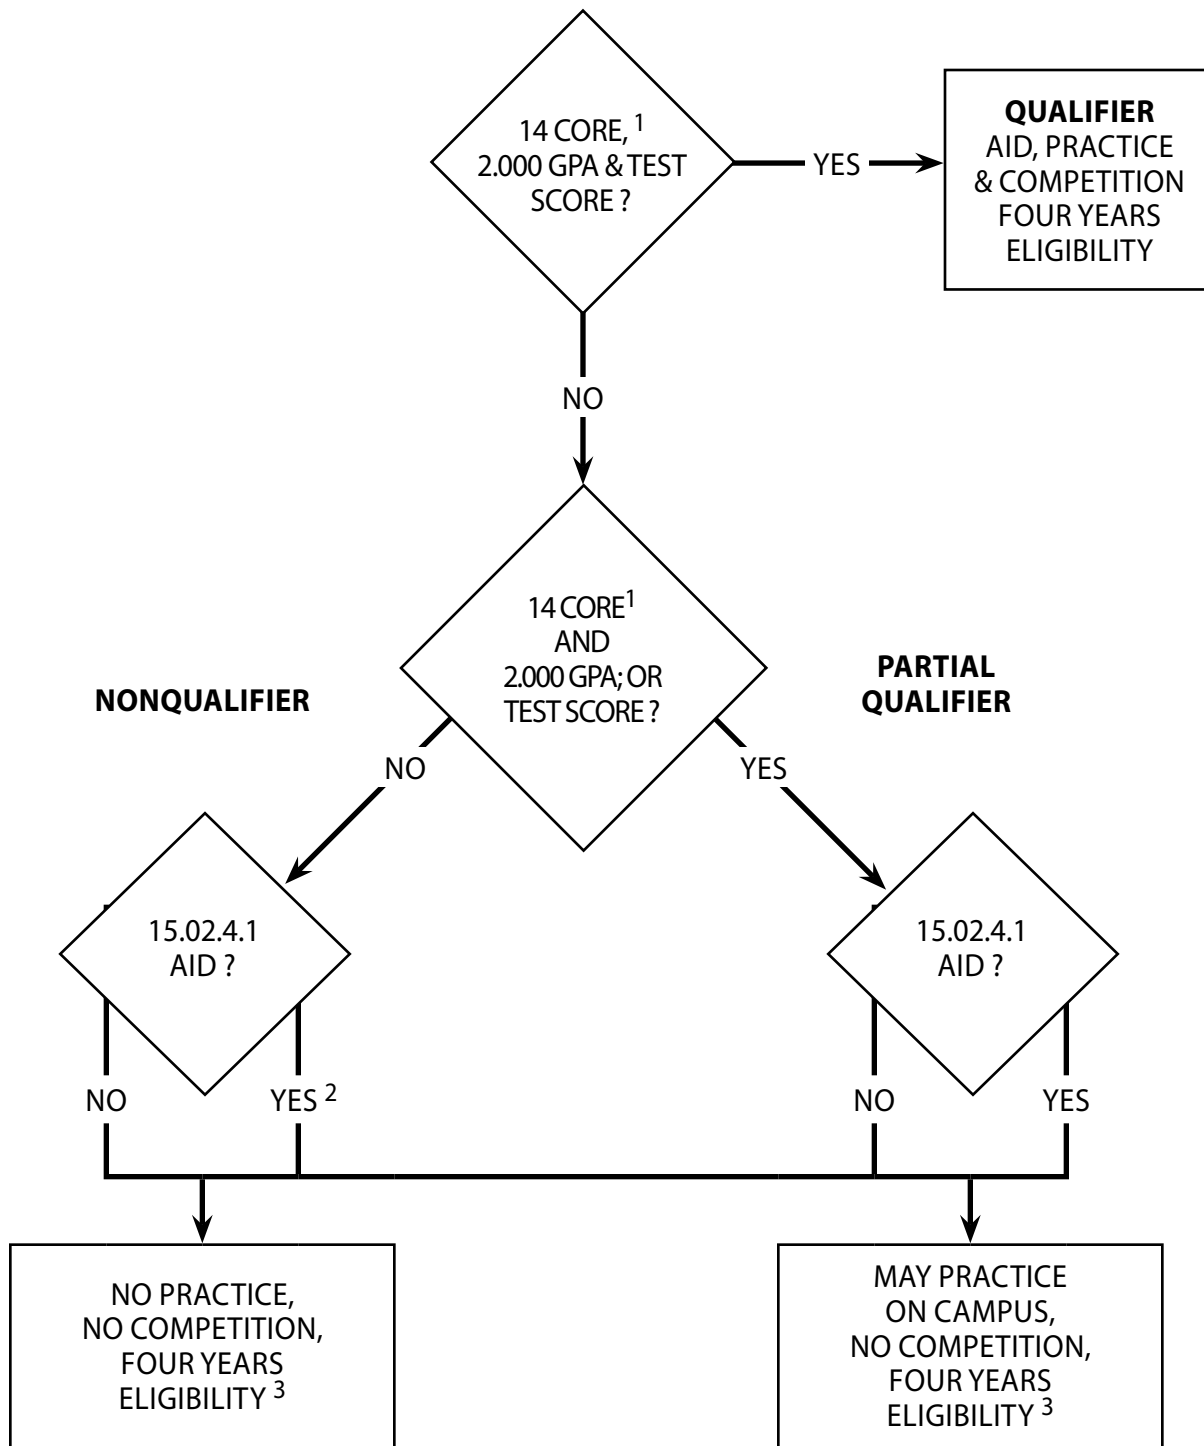 14 CORE, 1
2.000 GPA & TEST
SCORE ?
YES
QUALIFIER
AID, PRACTICE
& COMPETITION
FOUR YEARS
ELIGIBILITY
NO
14 CORE1
AND
2.000 GPA; OR
TEST SCORE ?
NONQUALIFIER
PARTIAL
QUALIFIER
NO
YES
15.02.4.1
AID ?
15.02.4.1
AID ?
NO
YES 2
NO
YES
NO PRACTICE,
NO COMPETITION,
FOUR YEARS
ELIGIBILITY 3
MAY PRACTICE
ON CAMPUS,
NO COMPETITION,
FOUR YEARS
ELIGIBILITY 3